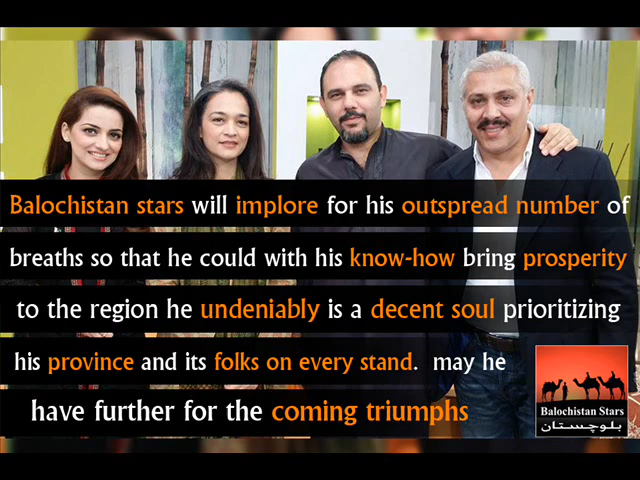 Balochistan stars will implore for his outspread number of
breaths so that he could with his know-how bring prosperity
to the region he undeniably is a decent soul prioritizing
his province and its folks on every stand. may he
have further for the coming triumphs
Balochistan Stars
بلوچستان